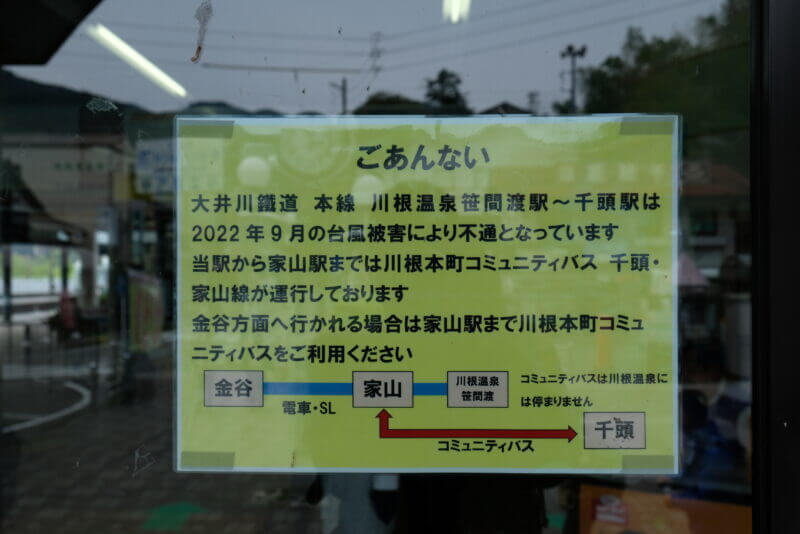 ごあんない
大井川鐵道 本線 川根温泉笹間渡駅～千頭駅は
2022年9月の台風被害により不通となっています
当駅から家山駅までは川根本町コミュニティバス 千頭・
家山線が運行しております
金谷方面へ行かれる場合は家山駅まで川根本町コミュ
ニティバスをご利用ください
金谷
家山
川根温泉
笹間渡
コミュニティバスは川根温泉に
は停まりません
電車・SL
千頭
コミュニティバス